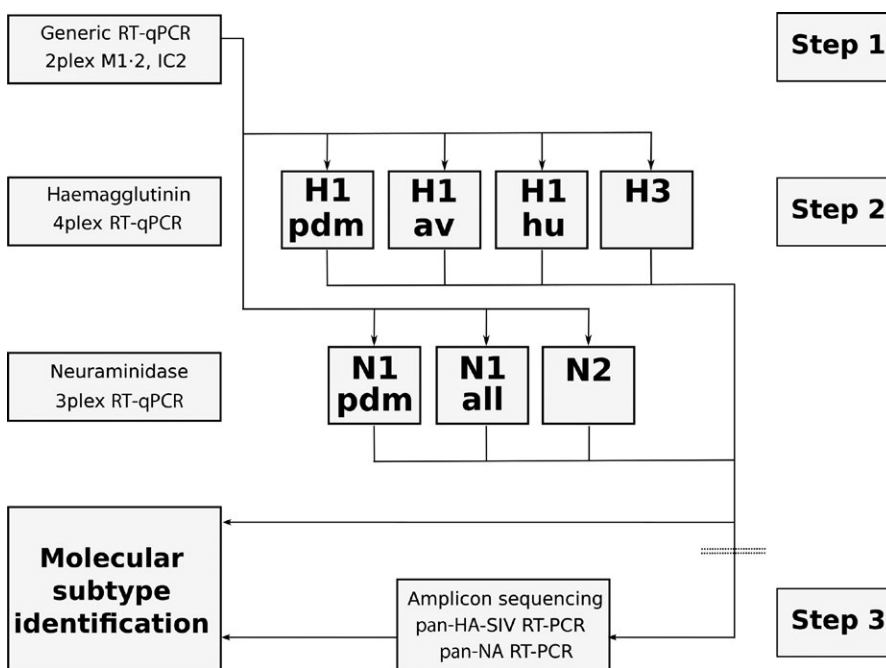 Generic RT-qPCR
2plex M1·2, IC2
Step 1
Haemagglutinin
4plex RT-qPCR
H1
pdm
H1
av
H1
hu
H3
Step 2
Neuraminidase
3plex RT-qPCR
N1
pdm
N1
all
N2
Molecular
subtype
identification
Amplicon sequencing
pan-HA-SIV RT-PCR
pan-NA RT-PCR
Step 3